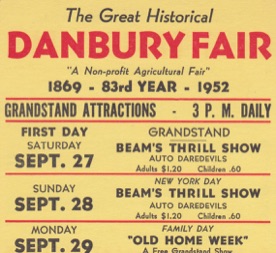 The Great Historical
DANBURY FAIR
"A Non-profit Agricultural Fair"
1869 - 83rd YEAR - 1952
GRANDSTAND ATTRACTIONS - 3 P. M. DAILY
FIRST DAY
SATURDAY
SEPT. 27
GRANDSTAND
BEAM'S THRILL SHOW
AUTO DAREDEVILS
Adults $1.20 Children .60
SUNDAY
SEPT. 28
NEW YORK DAY
BEAM'S THRILL SHOW
AUTO DAREDEVILS
Adults $1.20 Children .60
MONDAY
SEPT. 29
FAMILY DAY
"OLD HOME WEEK"
A Free Grandstand Show